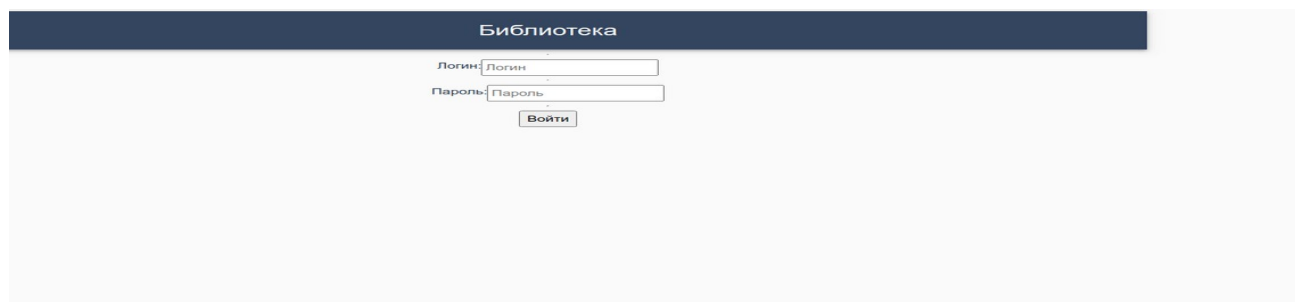 Библиотека
Логин: Логин
Пароль: Пароль
Войти